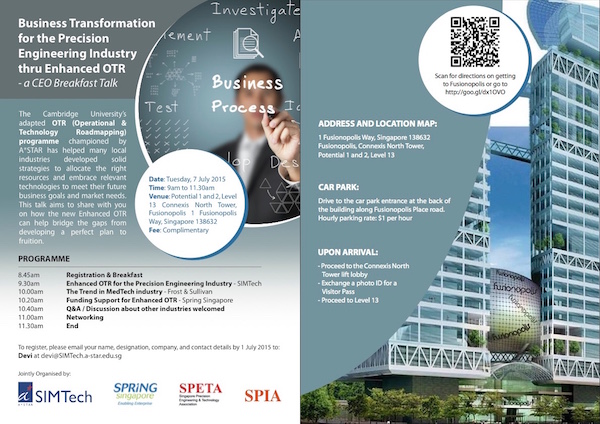 Business Transformation
for the Precision
Engineering Industry
thru Enhanced OTR
- a CEO Breakfast Talk
The Cambridge University's
adapted OTR (Operational &
Technology Roadmapping)
programme championed by
A*STAR has helped many local
industries developed solid
strategies to allocate the right
resources and embrace relevant
technologies to meet their future
business goals and market needs.
This talk aims to share with you
on how the new Enhanced OTR
can help bridge the gaps from
developing a perfect plan to
fruition.
Investigate
ement
Identi
Business
Process
Test
In
Develop
Des
Date: Tuesday, 7 July 2015
Time: 9am to 11.30am
Venue: Potential 1 and 2, Level
13 Connexis North Tower,
Fusionopolis 1 Fusionopolis
Way, Singapore 138632
Fee: Complimentary
PROGRAMME
8.45am Registration & Breakfast
9.30am Enhanced OTR for the Precision Engineering Industry - SIMTech
10.00am The Trend in MedTech industry - Frost & Sullivan
10.20am Funding Support for Enhanced OTR - Spring Singapore
10.40am Q&A / Discussion about other industries welcomed
11.00am Networking
11.30am End
To register, please email your name, designation, company, and contact details by 1 July 2015 to:
Devi at devi@SIMTech.a-star.edu.sg
Jointly Organised by:
SIMTech
SPRING
singapore
Enabling Enterprise
SPETA
Singapore Precision
Engineering & Technology
Association
SPIA
Scan for directions on getting
to Fusionopolis or go to
http://goo.gl/dx1OVO
ADDRESS AND LOCATION MAP:
1 Fusionopolis Way, Singapore 138632
Fusionopolis, Connexis North Tower,
Potential 1 and 2, Level 13
CAR PARK:
Drive to the car park entrance at the back of
the building along Fusionopolis Place road.
Hourly parking rate: $1 per hour
UPON ARRIVAL:
- Proceed to the Connexis North
Tower lift lobby
- Exchange a photo ID for a
Visitor Pass
- Proceed to Level 13
fusionopolis
fusionopolis
fusionopolis